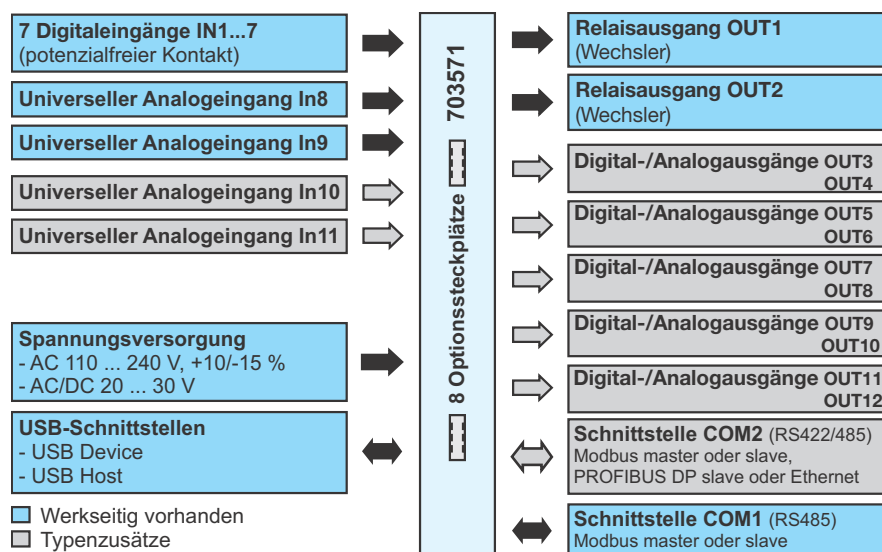 7 Digitaleingänge IN1...7
(potenzialfreier Kontakt)
Universeller Analogeingang In8
Universeller Analogeingang In9
Universeller Analogeingang In10
Universeller Analogeingang In11
Spannungsversorgung
- AC 110 ... 240 V, +10/-15 %
- AC/DC 20 ... 30 V
USB-Schnittstellen
- USB Device
- USB Host
Werkseitig vorhanden
Typenzusätze
703571
8 Optionssteckplätze
Relaisausgang OUT1
(Wechsler)
Relaisausgang OUT2
(Wechsler)
Digital-/Analogausgänge OUT3
OUT4
Digital-/Analogausgänge OUT5
OUT6
Digital-/Analogausgänge OUT7
OUT8
Digital-/Analogausgänge OUT9
OUT10
Digital-/Analogausgänge OUT11
OUT12
Schnittstelle COM2 (RS422/485)
Modbus master oder slave,
PROFIBUS DP slave oder Ethernet
Schnittstelle COM1 (RS485)
Modbus master oder slave